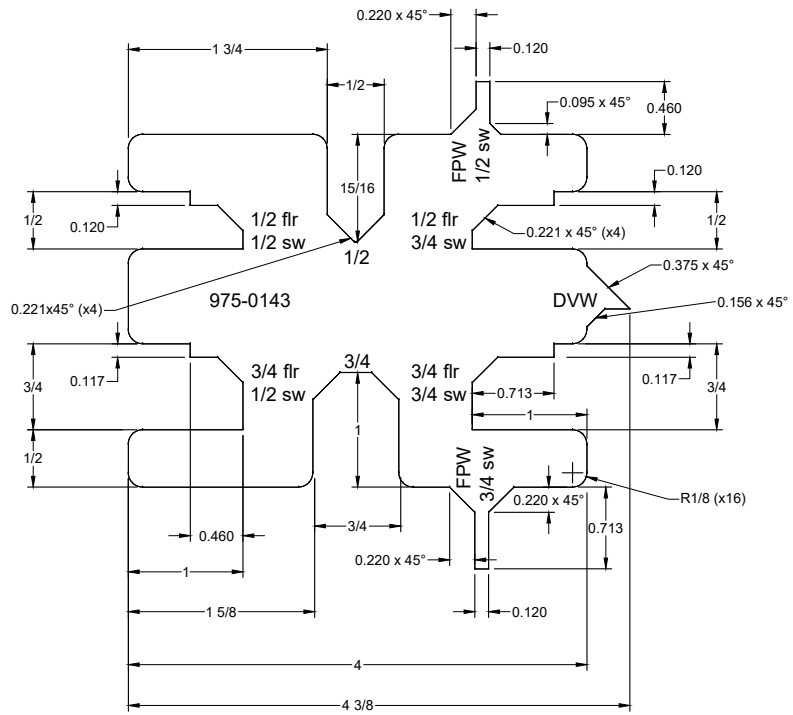 0.220 x 45°
0.120
1 3/4
1/2
0.095 x 45°
0.460
FPW
1/2 sw
15/16
0.120
1/2
0.120
1/2 flr
1/2 sw
1/2 flr
3/4 sw
1/2
0.221 x 45° (x4)
1/2
0.375 x 45°
975-0143
DVW
0.156 x 45°
0.221x45° (x4)
3/4
0.117
3/4 flr
1/2 sw
3/4
3/4 flr
3/4 sw
0.713
0.117
3/4
1
1
1/2
FPW
3/4 sw
0.220 x 45°
R1/8 (x16)
0.713
3/4
0.460
0.220 x 45°
1
1 5/8
0.120
4
4 3/8